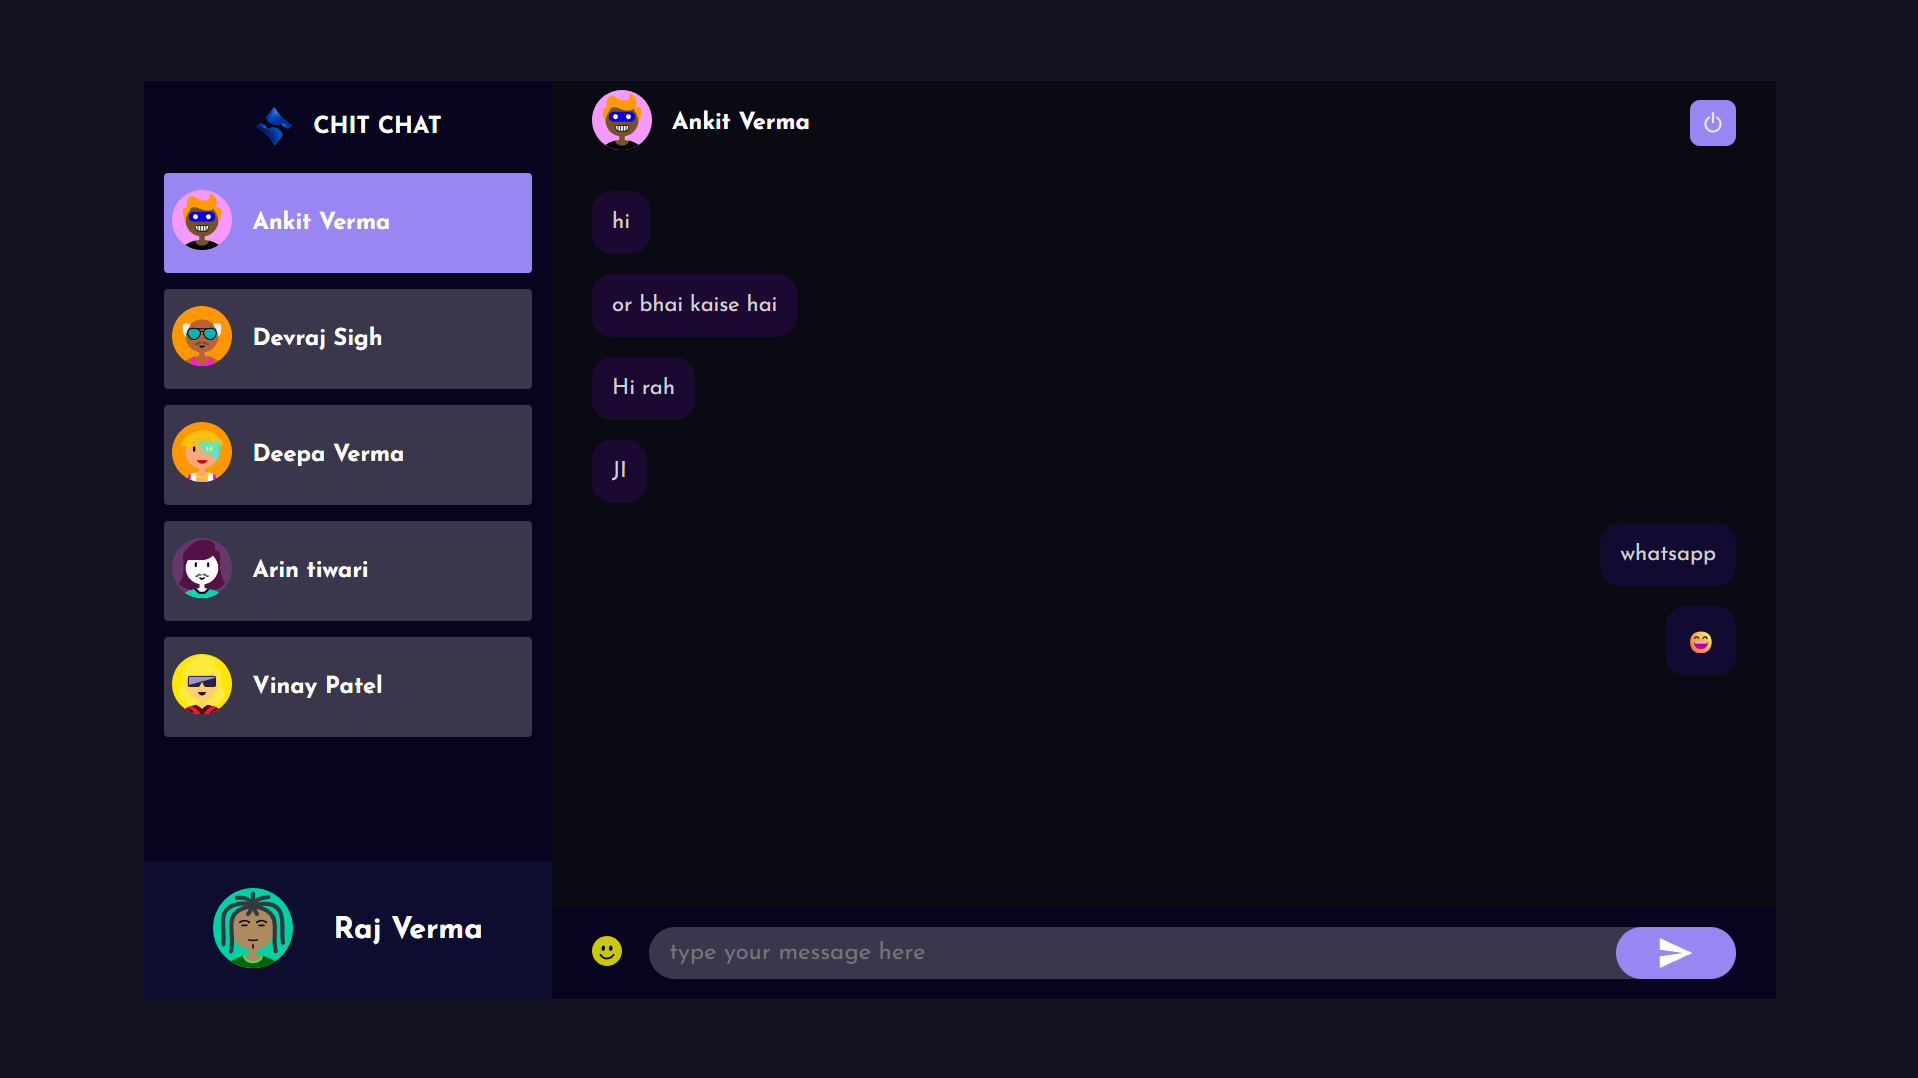 CHIT CHAT
Ankit Verma
Devraj Sigh
Deepa Verma
Arin tiwari
Vinay Patel
Raj Verma
Ankit Verma
hi
or bhai kaise hai
Hi rah
JI
whatsapp
😄
type your message here